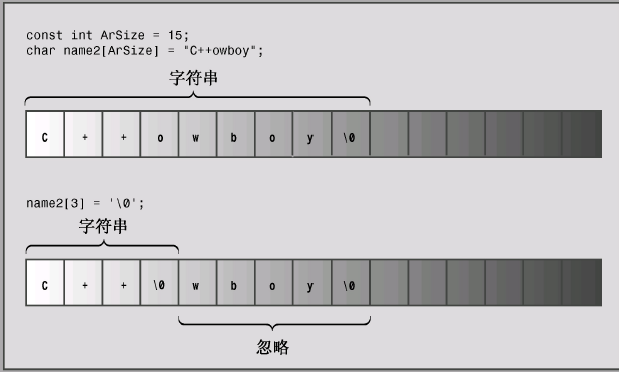 const int ArSize = 15;
char name2[ArSize] = "C++owboy";
字符串
C + + o w b o y \0
name2[3] = '\0';
字符串
C + + \0 w b o y \0
忽略